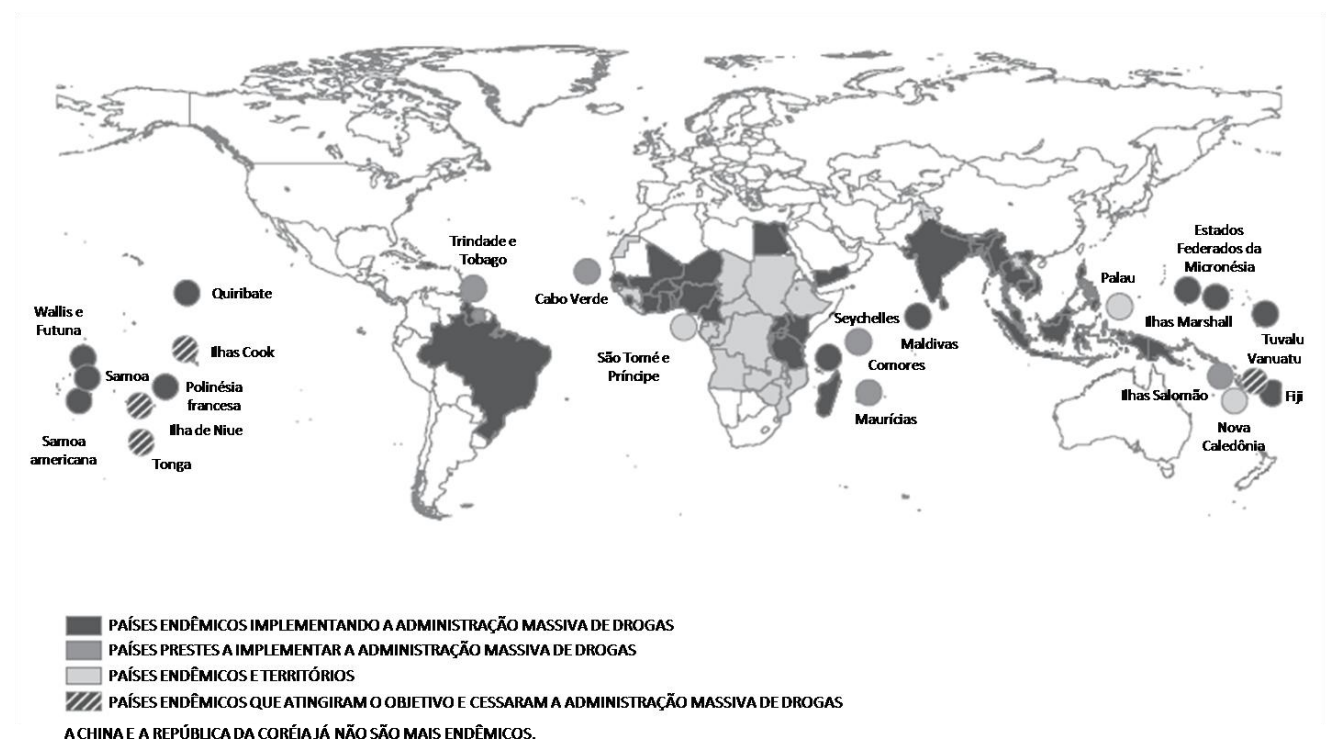 Trindade e
Tobago
Cabo Verde
São Tomé e
Príncipe
Seychelles
Maldivas
Comores
Maurícias
Estados
Federados da
Micronésia
Palau
Ilhas Marshall
Tuvalu
Vanuatu
Ilhas Salomão
Fiji
Nova
Caledônia
Quiribate
Wallis e
Futuna
Ilhas Cook
Samoa
Polinésia
francesa
Ilha de Niue
Samoa
americana
Tonga
PAÍSES ENDÊMICOS IMPLEMENTANDO A ADMINISTRAÇÃO MASSIVA DE DROGAS
PAÍSES PRESTES A IMPLEMENTAR A ADMINISTRAÇÃO MASSIVA DE DROGAS
PAÍSES ENDÊMICOS E TERRITÓRIOS
PAÍSES ENDÊMICOS QUE ATINGIRAM O OBJETIVO E CESSARAM A ADMINISTRAÇÃO MASSIVA DE DROGAS
A CHINA E A REPÚBLICA DA CORÉIA JÁ NÃO SÃO MAIS ENDÊMICOS.